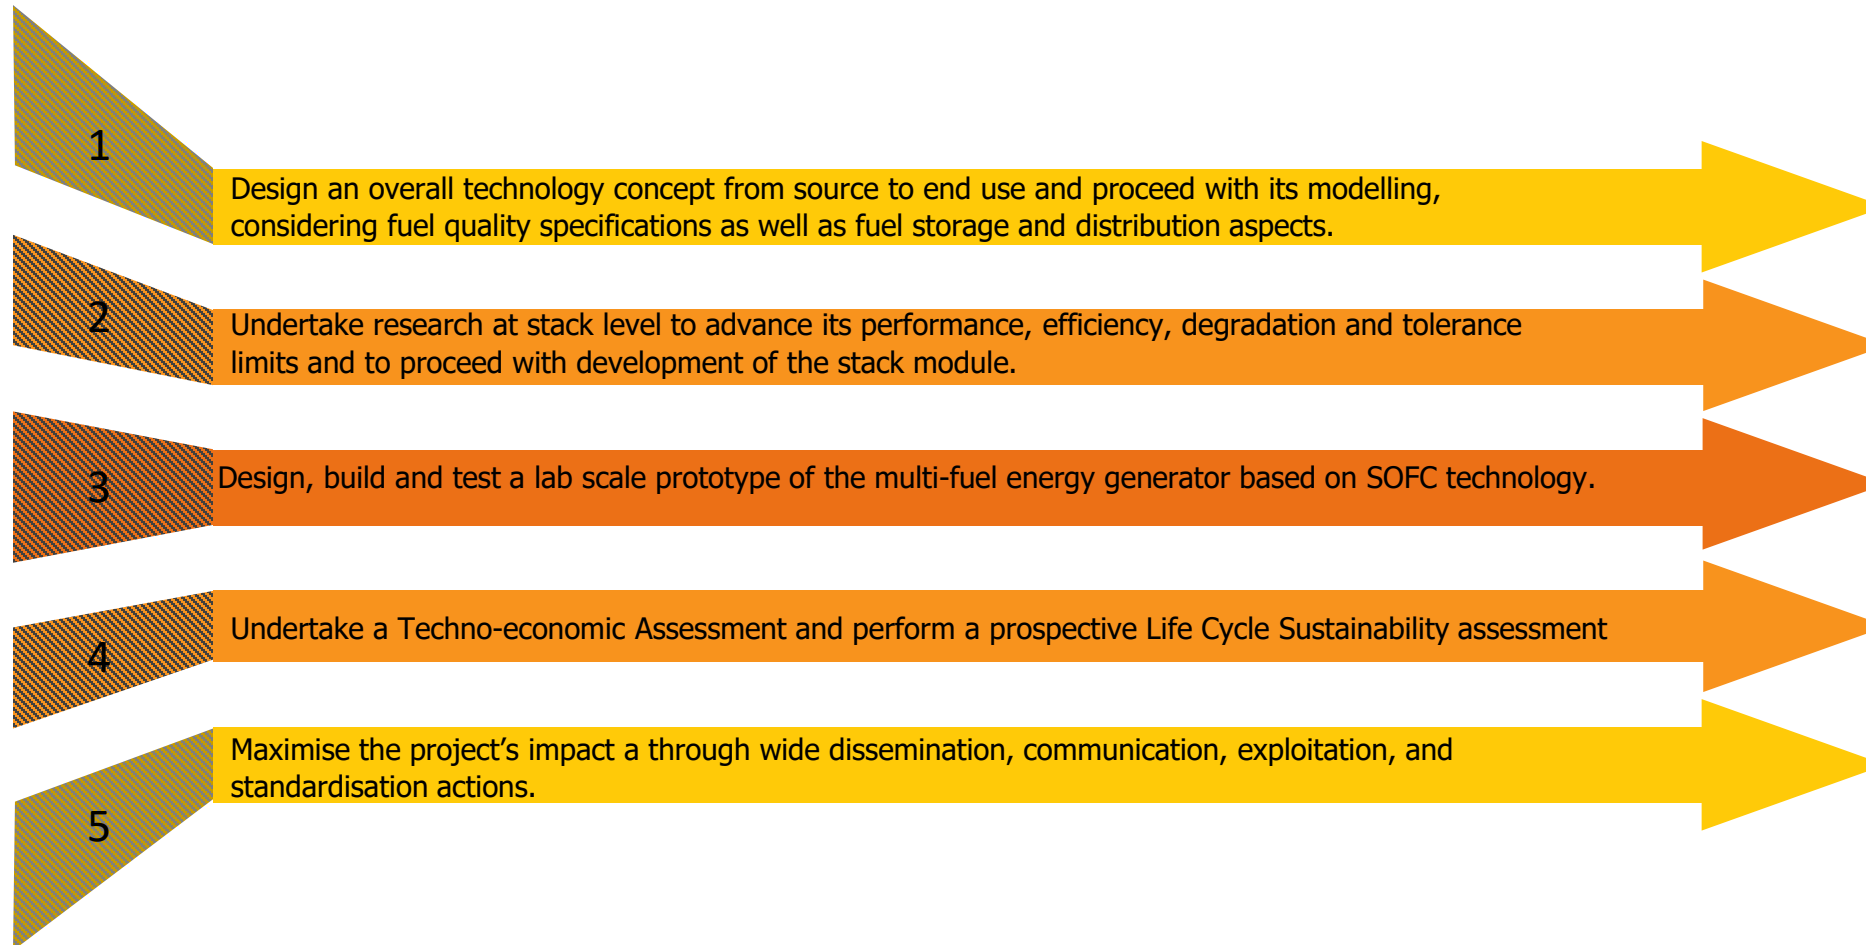 1
Design an overall technology concept from source to end use and proceed with its modelling,
considering fuel quality specifications as well as fuel storage and distribution aspects.
2
Undertake research at stack level to advance its performance, efficiency, degradation and tolerance
limits and to proceed with development of the stack module.
3
Design, build and test a lab scale prototype of the multi-fuel energy generator based on SOFC technology.
4
Undertake a Techno-economic Assessment and perform a prospective Life Cycle Sustainability assessment
5
Maximise the project’s impact a through wide dissemination, communication, exploitation, and
standardisation actions.